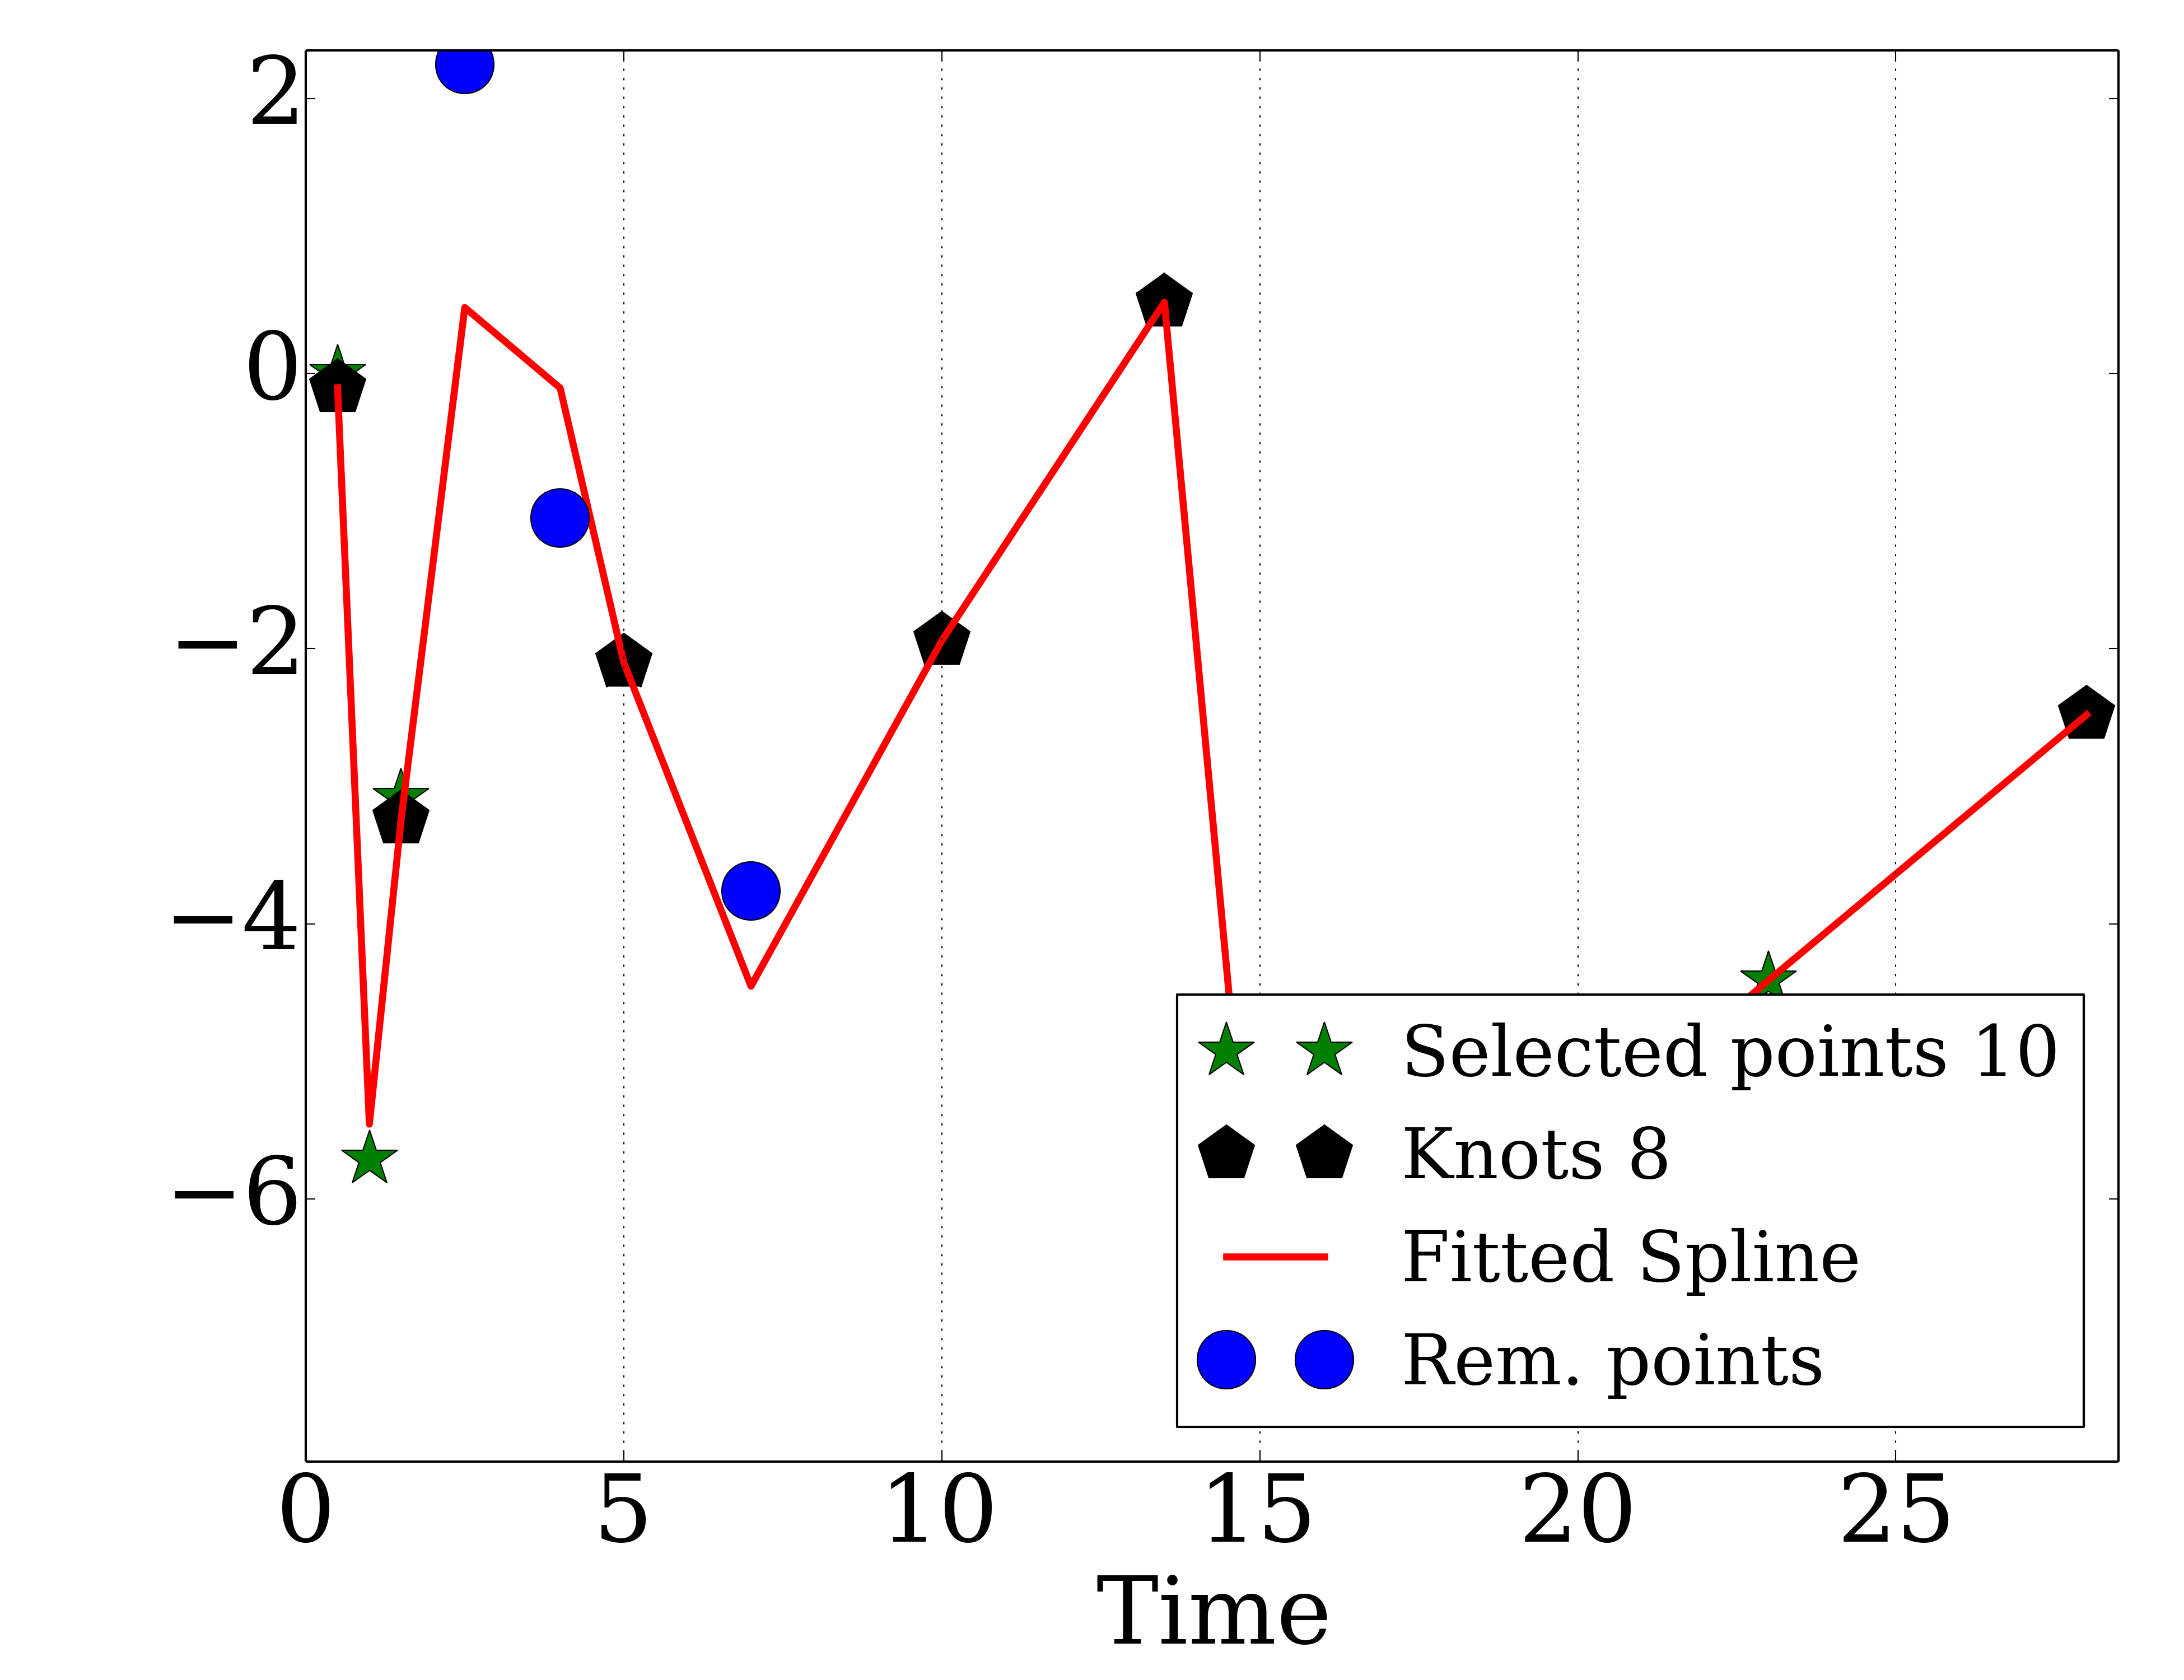 2
0
−2
−4
−6
Selected points 10
Knots 8
Fitted Spline
Rem. points
0 5 10 15 20 25
Time